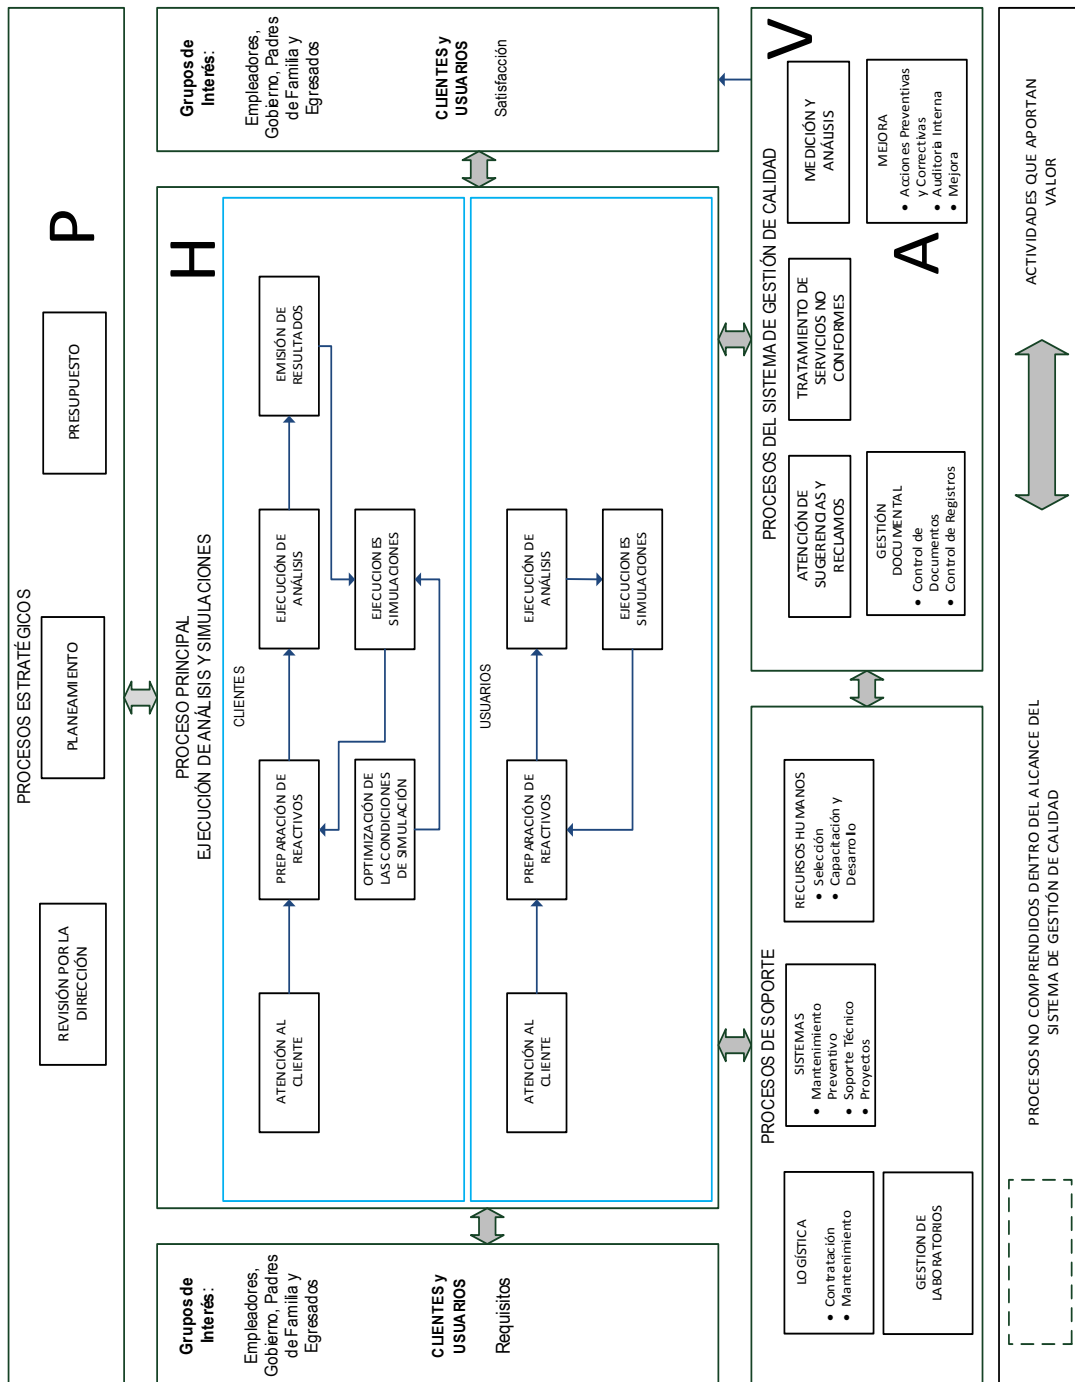 PROCESOS ESTRATÉGICOS
REVISIÓN POR LA
DIRECCIÓN
PLANEAMIENTO
PRESUPUESTO
P
Grupos de
Interés:
Empleadores,
Gobierno, Padres
de Familia y
Egresados
CLIENTES y
USUARIOS
Requisitos
PROCESO PRINCIPAL
EJECUCIÓN DE ANÁLISIS Y SIMULACIONES
H
CLIENTES
ATENCIÓN AL
CLIENTE
PREPARACIÓN DE
REACTIVOS
EJECUCIÓN DE
ANÁLISIS
EMISIÓN DE
RESULTADOS
OPTIMIZACIÓN DE
LAS CONDICIONES
DE SIMULACIÓN
EJECUCIONES
SIMULACIONES
USUARIOS
ATENCIÓN AL
CLIENTE
PREPARACIÓN DE
REACTIVOS
EJECUCIÓN DE
ANÁLISIS
EJECUCIONES
SIMULACIONES
Grupos de
Interés:
Empleadores,
Gobierno, Padres
de Familia y
Egresados
CLIENTES y
USUARIOS
Satisfacción
PROCESOS DE SOPORTE
LOGÍSTICA
• Contratación
• Mantenimiento
GESTION DE
LABORATORIOS
SISTEMAS
• Mantenimiento
Preventivo
• Soporte Técnico
• Proyectos
RECURSOS HUMANOS
• Selección
• Capacitación y
Desarrollo
PROCESOS DEL SISTEMA DE GESTIÓN DE CALIDAD
V
ATENCIÓN DE
SUGERENCIAS Y
RECLAMOS
TRATAMIENTO DE
SERVICIOS NO
CONFORMES
MEDICIÓN Y
ANÁLISIS
GESTIÓN
DOCUMENTAL
• Control de
Documentos
• Control de Registros
A
MEJORA
• Acciones Preventivas
y Correctivas
• Auditoría Interna
• Mejora
PROCESOS NO COMPRENDIDOS DENTRO DEL ALCANCE DEL
SISTEMA DE GESTIÓN DE CALIDAD
ACTIVIDADES QUE APORTAN
VALOR